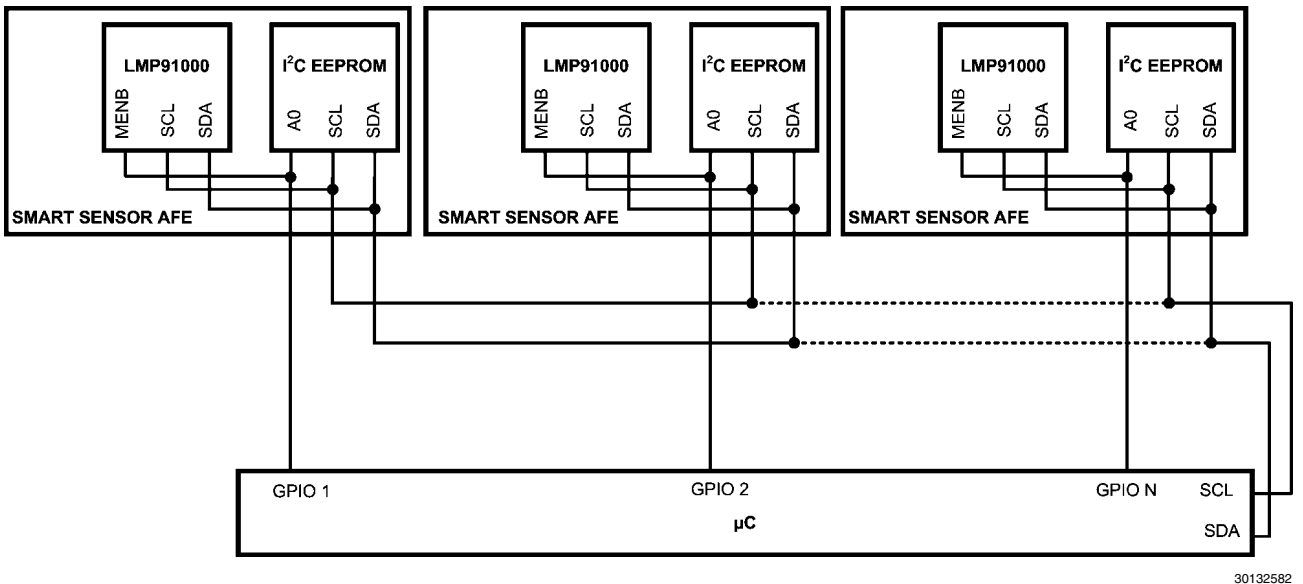 LMP91000
I²C EEPROM
MENB
SCL
SDA
A0
SCL
SDA
SMART SENSOR AFE
LMP91000
I²C EEPROM
MENB
SCL
SDA
A0
SCL
SDA
SMART SENSOR AFE
LMP91000
I²C EEPROM
MENB
SCL
SDA
A0
SCL
SDA
SMART SENSOR AFE
GPIO 1
GPIO 2
GPIO N
SCL
µC
SDA
30132582